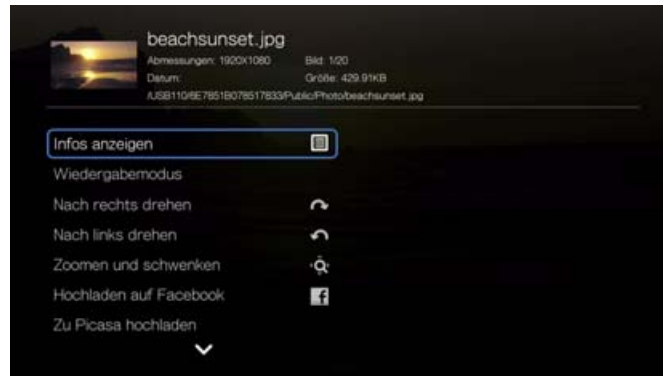 beachsunset.jpg
Abmessungen: 1920X1080 Bild: 1/20
Datum: Größe: 429.91KB
/USB110/6E7851B078517833/Public/Photo/beachsunset.jpg
Infos anzeigen
Wiedergabemodus
Nach rechts drehen
Nach links drehen
Zoomen und schwenken
Hochladen auf Facebook
Zu Picasa hochladen